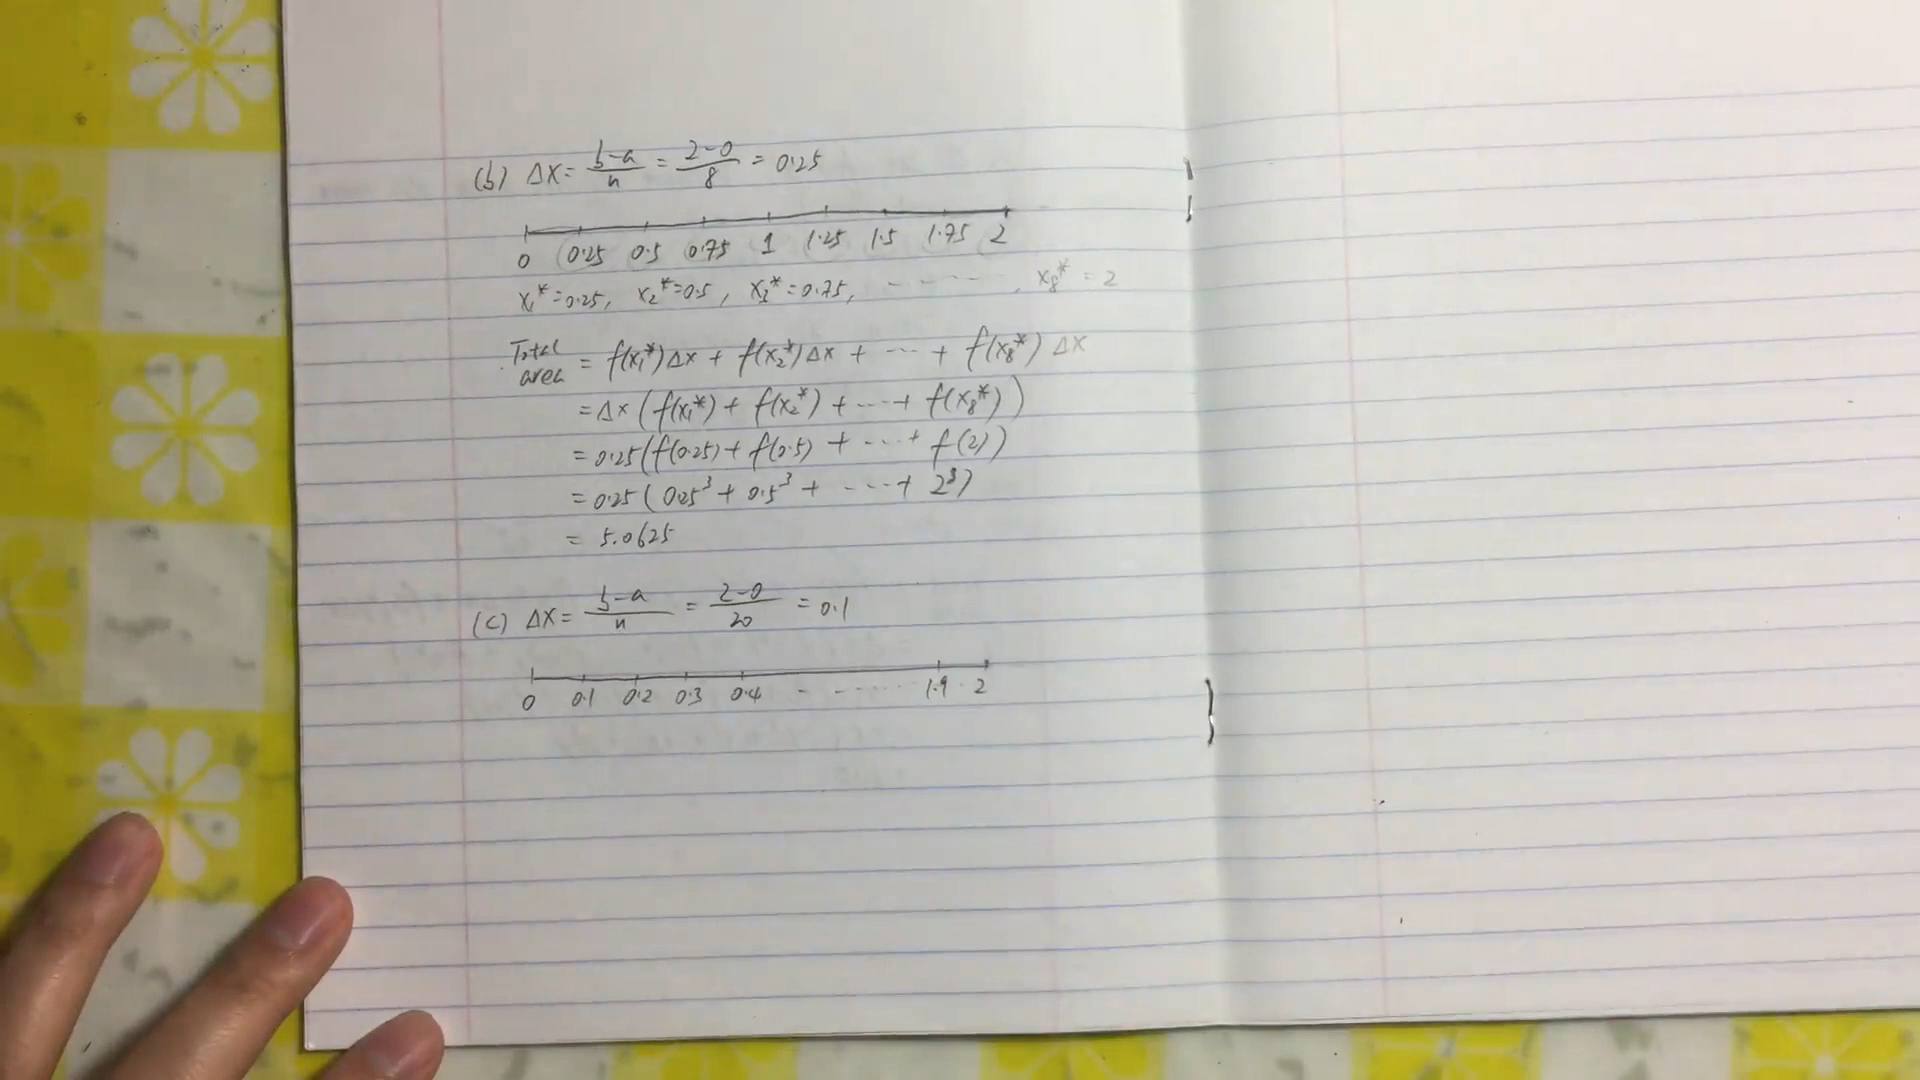 (b) Δx = b-a/n = 2-0/8 = 0.25
0 0.25 0.5 0.75 1 1.25 1.5 1.75 2
x₁* = 0.25, x₂* = 0.5, x₃* = 0.75, ......, x₈* = 2
Total area = f(x₁*)Δx + f(x₂*)Δx + ... + f(x₈*)Δx
= Δx (f(x₁*) + f(x₂*) + ... + f(x₈*))
= 0.25(f(0.25) + f(0.5) + ... + f(2))
= 0.25(0.25³ + 0.5³ + ... + 2³)
= 5.0625
(c) Δx = b-a/n = 2-0/20 = 0.1
0 0.1 0.2 0.3 0.4 ...... 1.9 2